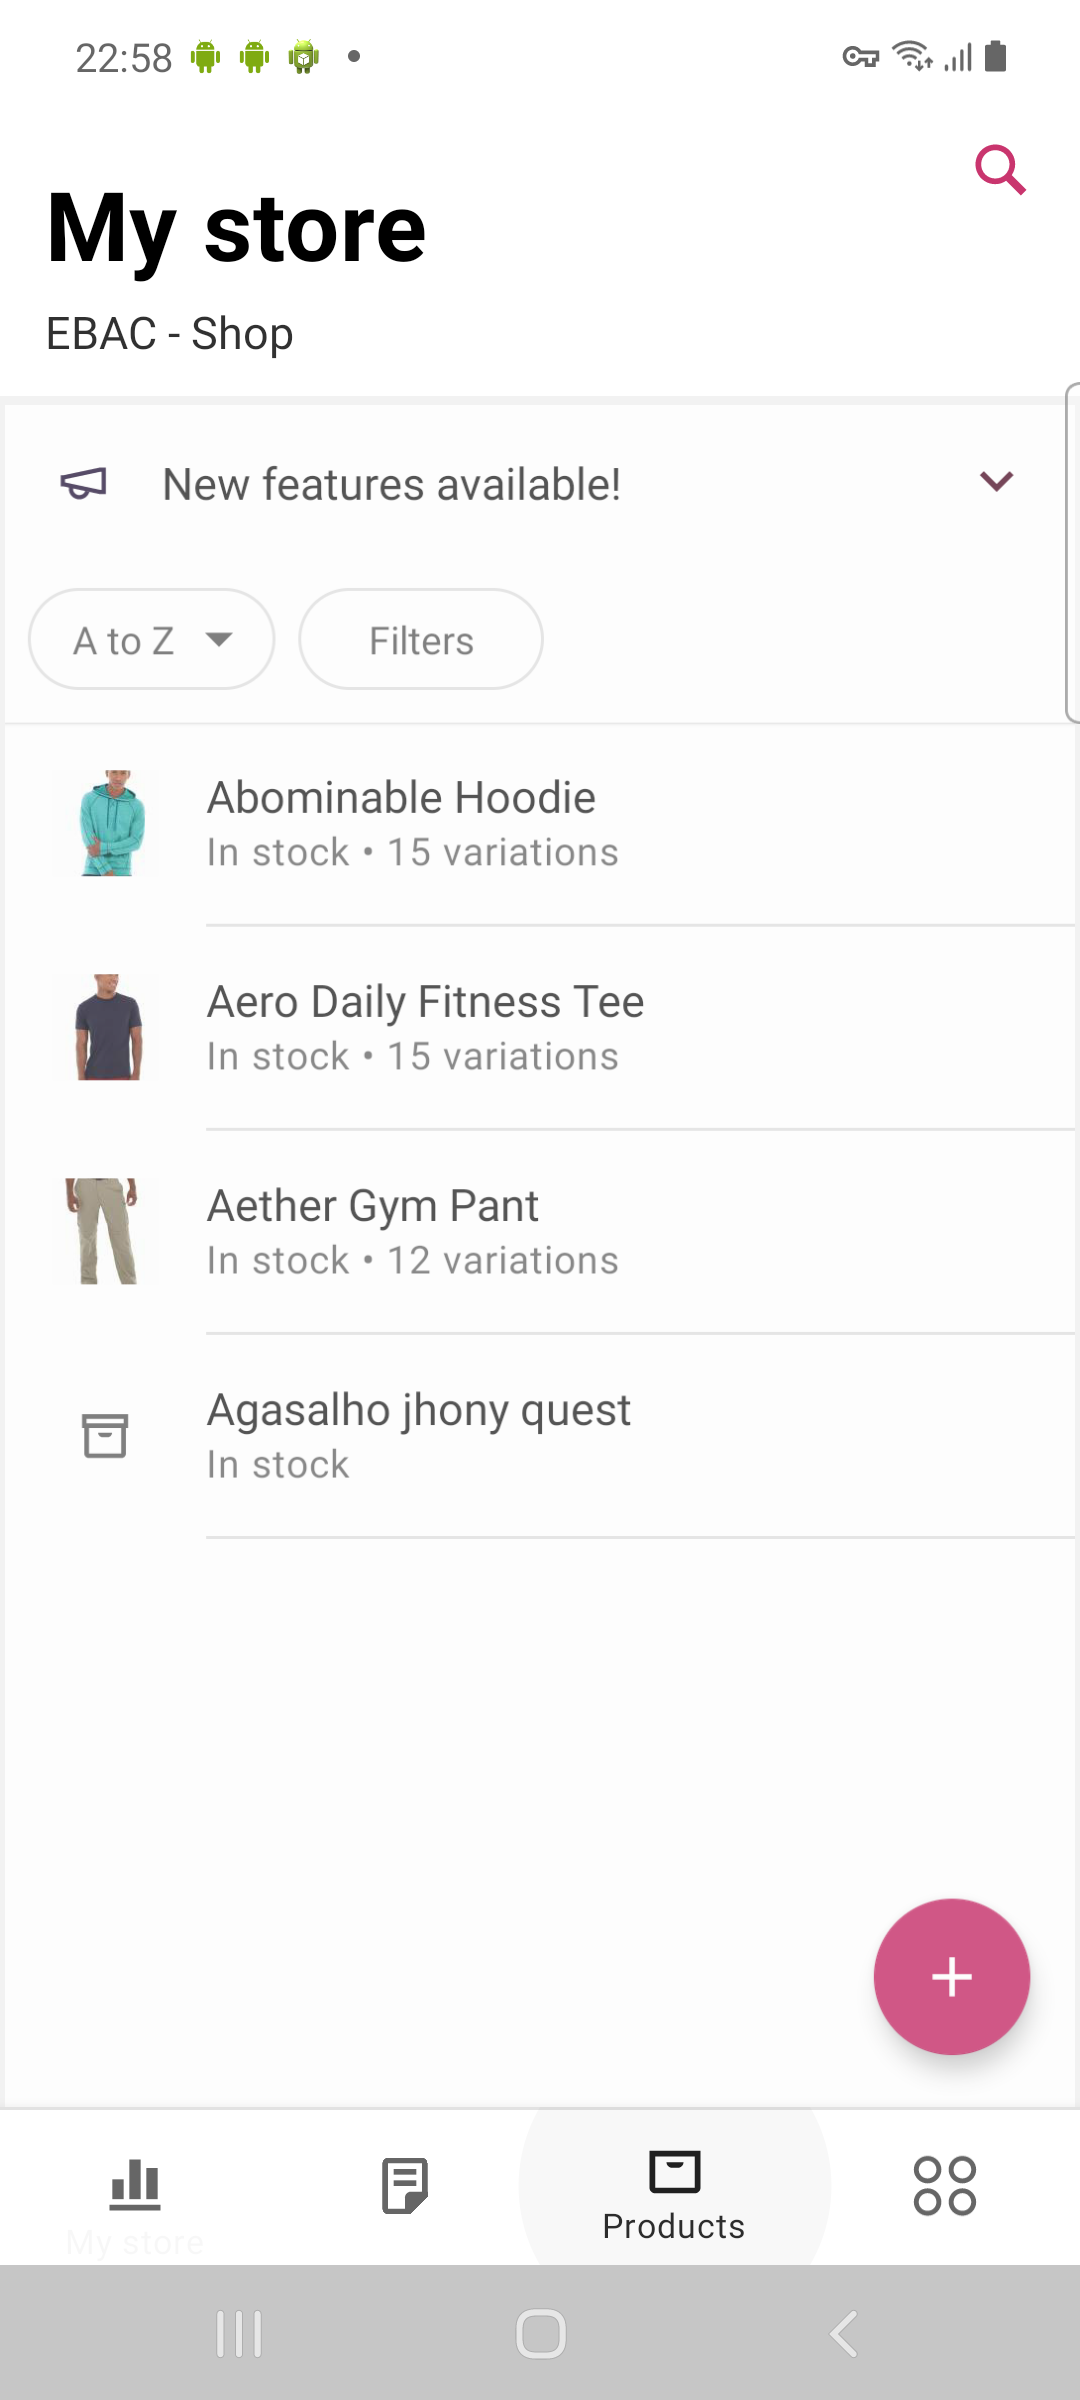 22:58
My store
EBAC - Shop
New features available!
A to Z
Filters
Abominable Hoodie
In stock • 15 variations
Aero Daily Fitness Tee
In stock • 15 variations
Aether Gym Pant
In stock • 12 variations
Agasalho jhony quest
In stock
My store
Products